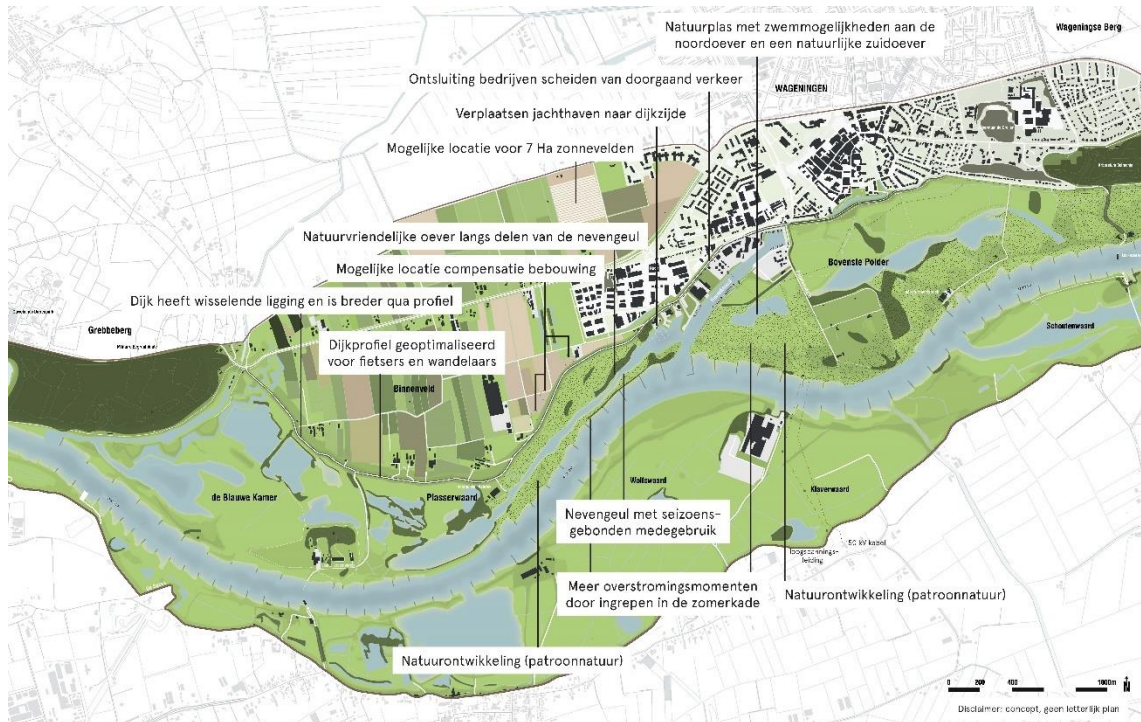 Natuurplas met zwemmogelijkheden aan de
noordoever en een natuurlijke zuidoever
Wageningse Berg
Ontsluiting bedrijven scheiden van doorgaand verkeer
WAGENINGEN
Verplaatsen jachthaven naar dijkzijde
Mogelijke locatie voor 7 Ha zonnevelden
Natuurvriendelijke oever langs delen van de nevengeul
Mogelijke locatie compensatie bebouwing
Bovenste Polder
Dijk heeft wisselende ligging en is breder qua profiel
Grebbeberg
Schoutenwaard
Dijkprofiel geoptimaliseerd
voor fietsers en wandelaars
Binnenveld
de Blauwe Kamer
Plasserwaard
Wolfswaard
Klaverwaard
Nevengeul met seizoens-
gebonden medegebruik
50 kV kabel
hoogspannings-
leiding
Meer overstromingsmomenten
door ingrepen in de zomerkade
Natuurontwikkeling (patroonnatuur)
Natuurontwikkeling (patroonnatuur)
0 200 400 1000m
N
Disclaimer: concept, geen letterlijk plan